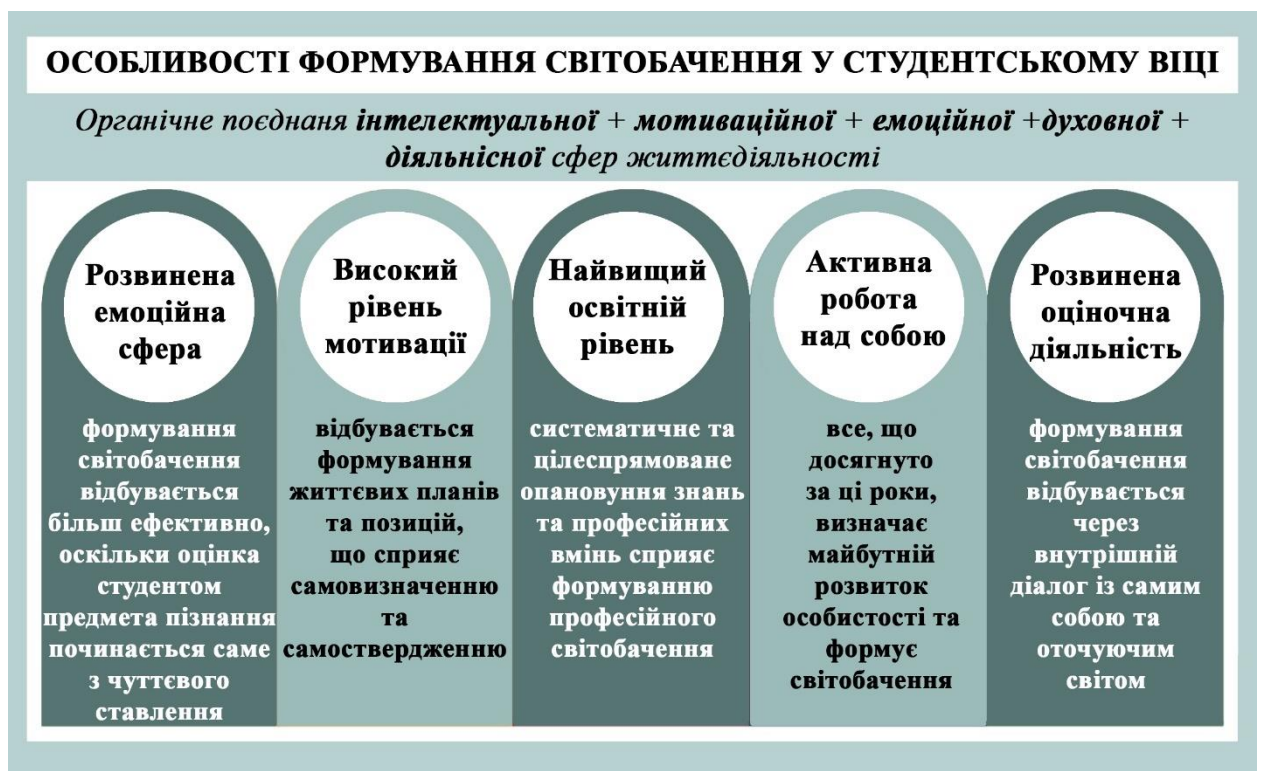 ОСОБЛИВОСТІ ФОРМУВАННЯ СВІТОБАЧЕННЯ У СТУДЕНТСЬКОМУ ВІЦІ
Органічне поєднаня інтелектуальної + мотиваційної + емоційної +духовної +
діяльнісної сфер життєдіяльності
Розвинена
емоційна
сфера
формування
світобачення
відбувається
більш ефективно,
оскільки оцінка
студентом
предмета пізнання
починається саме
з чуттєвого
ставлення
Високий
рівень
мотивації
відбувається
формування
життєвих планів
та позицій,
що сприяє
самовизначенню
та
самоствердженню
Найвищий
освітній
рівень
систематичне та
цілеспрямоване
опановуння знань
та професійних
вмінь сприяє
формуванню
професійного
світобачення
Активна
робота
над собою
все, що
досягнуто
за ці роки,
визначає
майбутній
розвиток
особистості та
формує
світобачення
Розвинена
оціночна
діяльність
формування
світобачення
відбувається
через
внутрішній
діалог із самим
собою та
оточуючим
світом